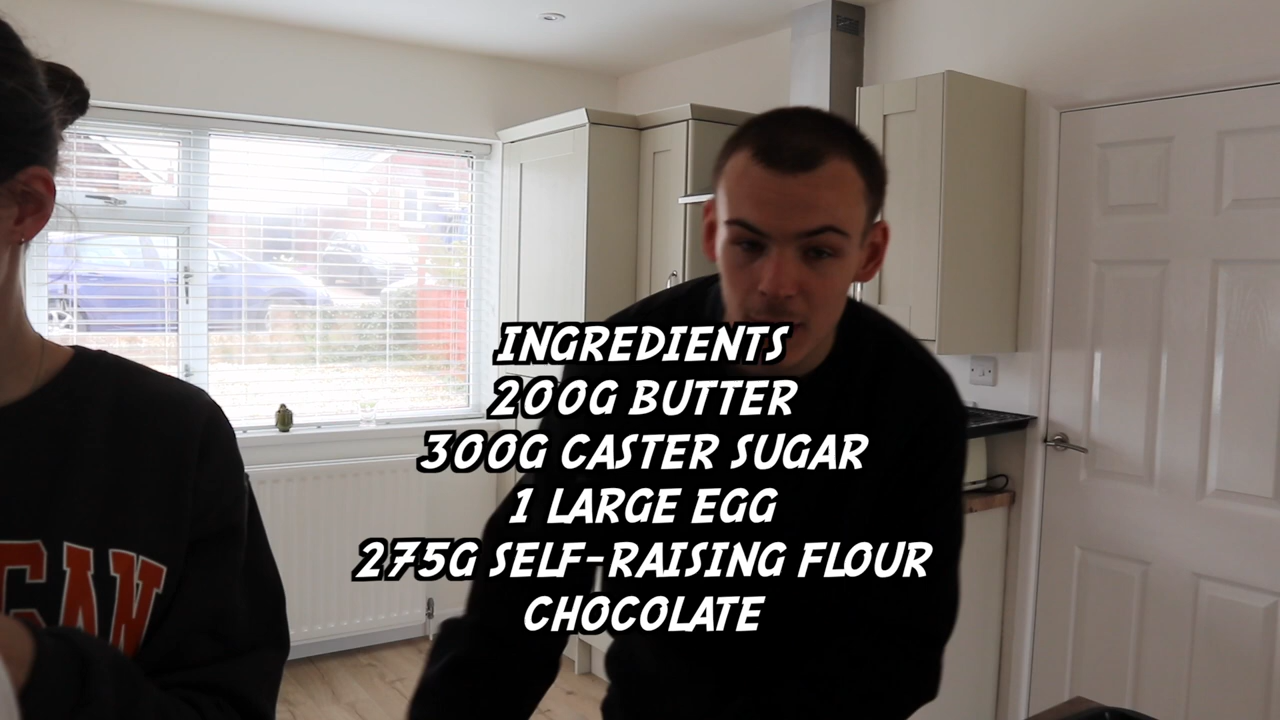 INGREDIENTS
200G BUTTER
300G CASTER SUGAR
1 LARGE EGG
275G SELF-RAISING FLOUR
CHOCOLATE